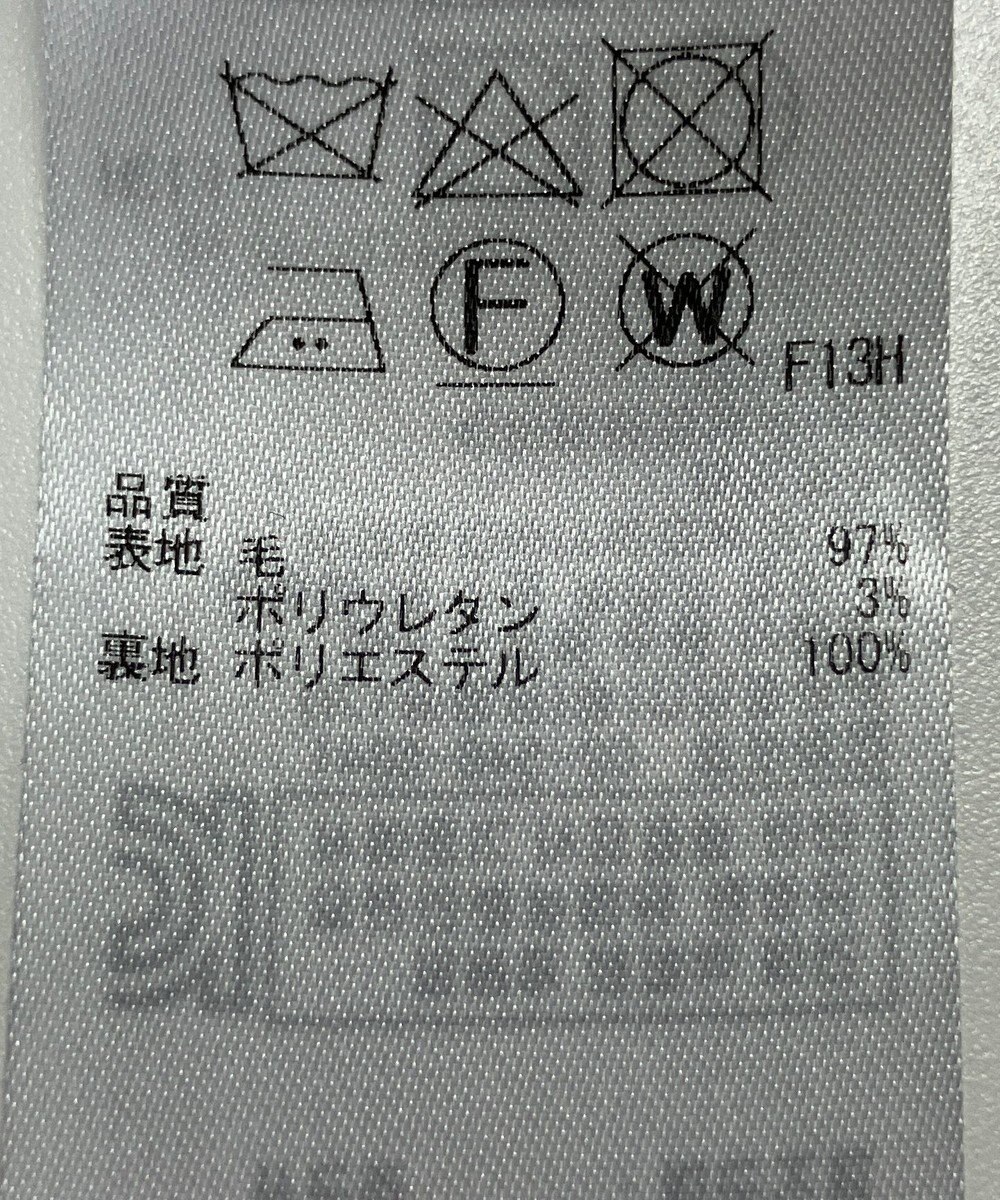 F
W
F13H
品質
表地 毛 97%
ポリウレタン 3%
裏地 ポリエステル 100%